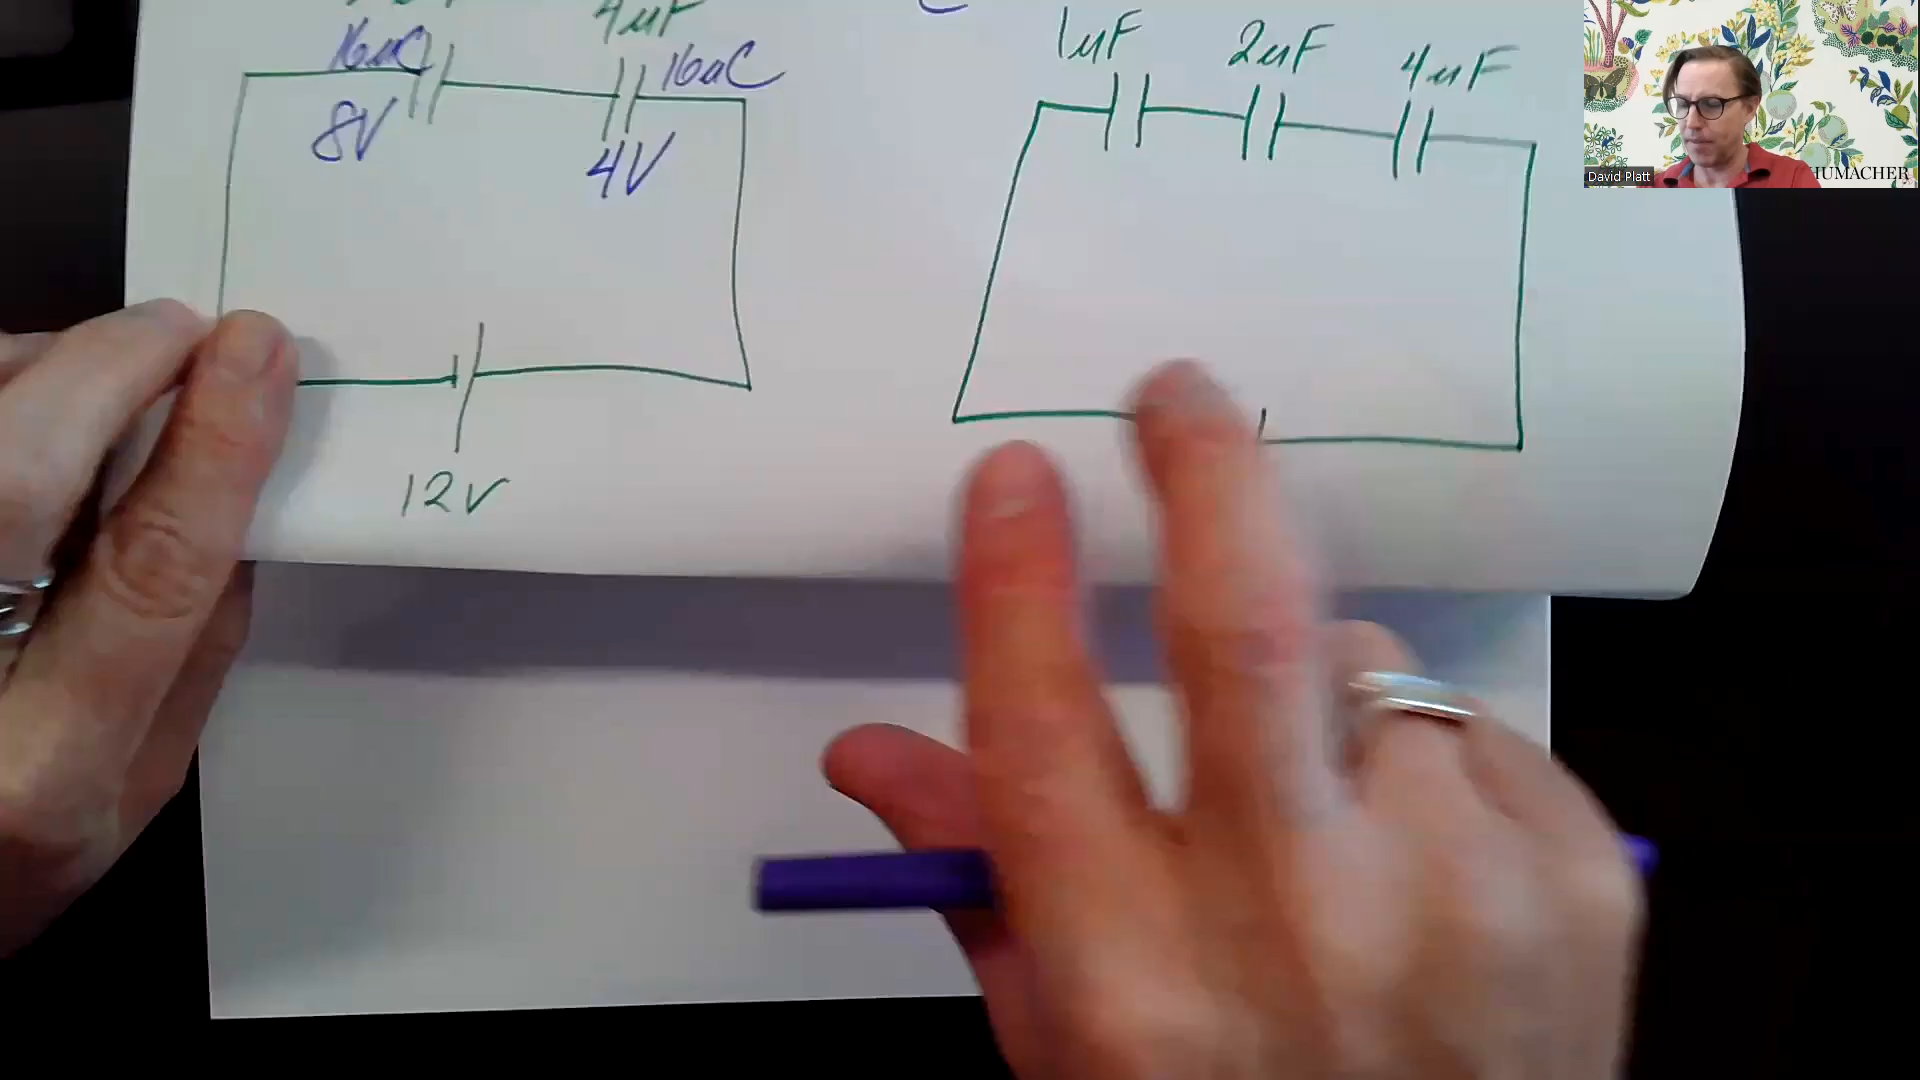 4uF
16uC
16uC
8V
4V
12V
1uF
2uF
4uF
David Platt
HUMACHER